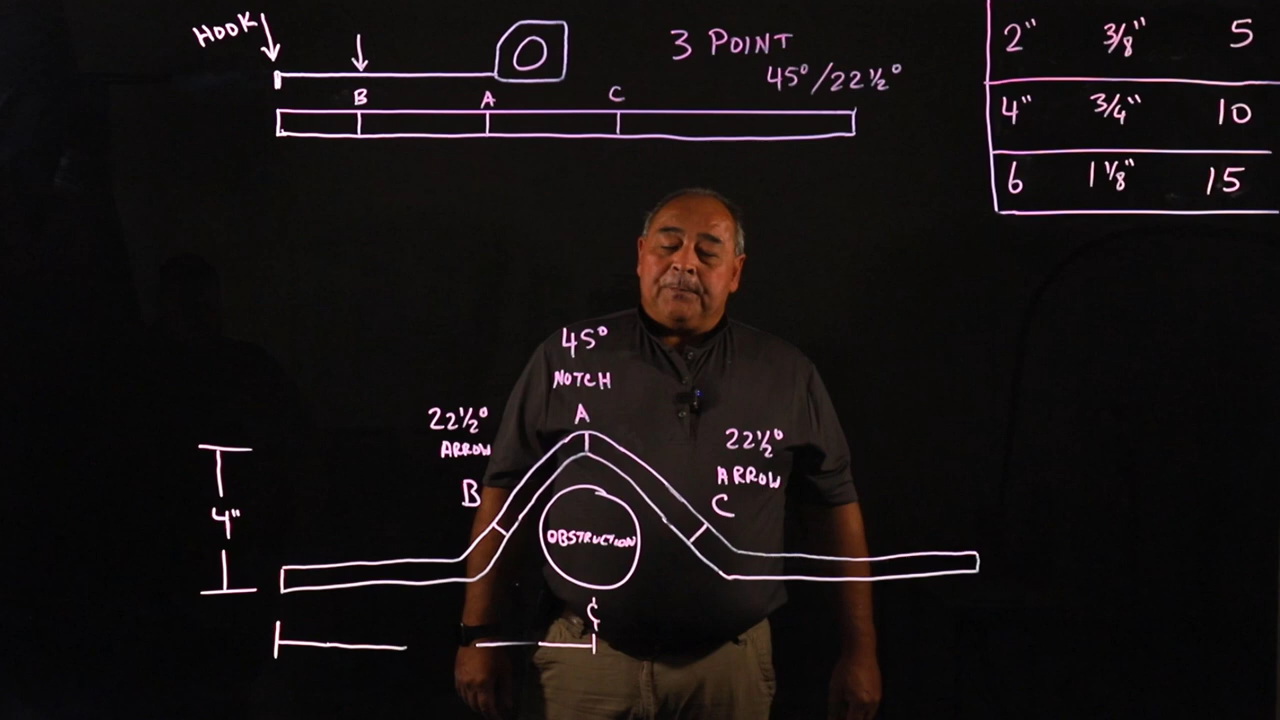 HOOK
3 POINT
45°/22½°
B A C
2" 3/8" 5
4" 3/4" 10
6 1 1/8" 15
45°
NOTCH
A
22½°
ARROW
B
22½°
ARROW
C
4"
OBSTRUCTION
℄